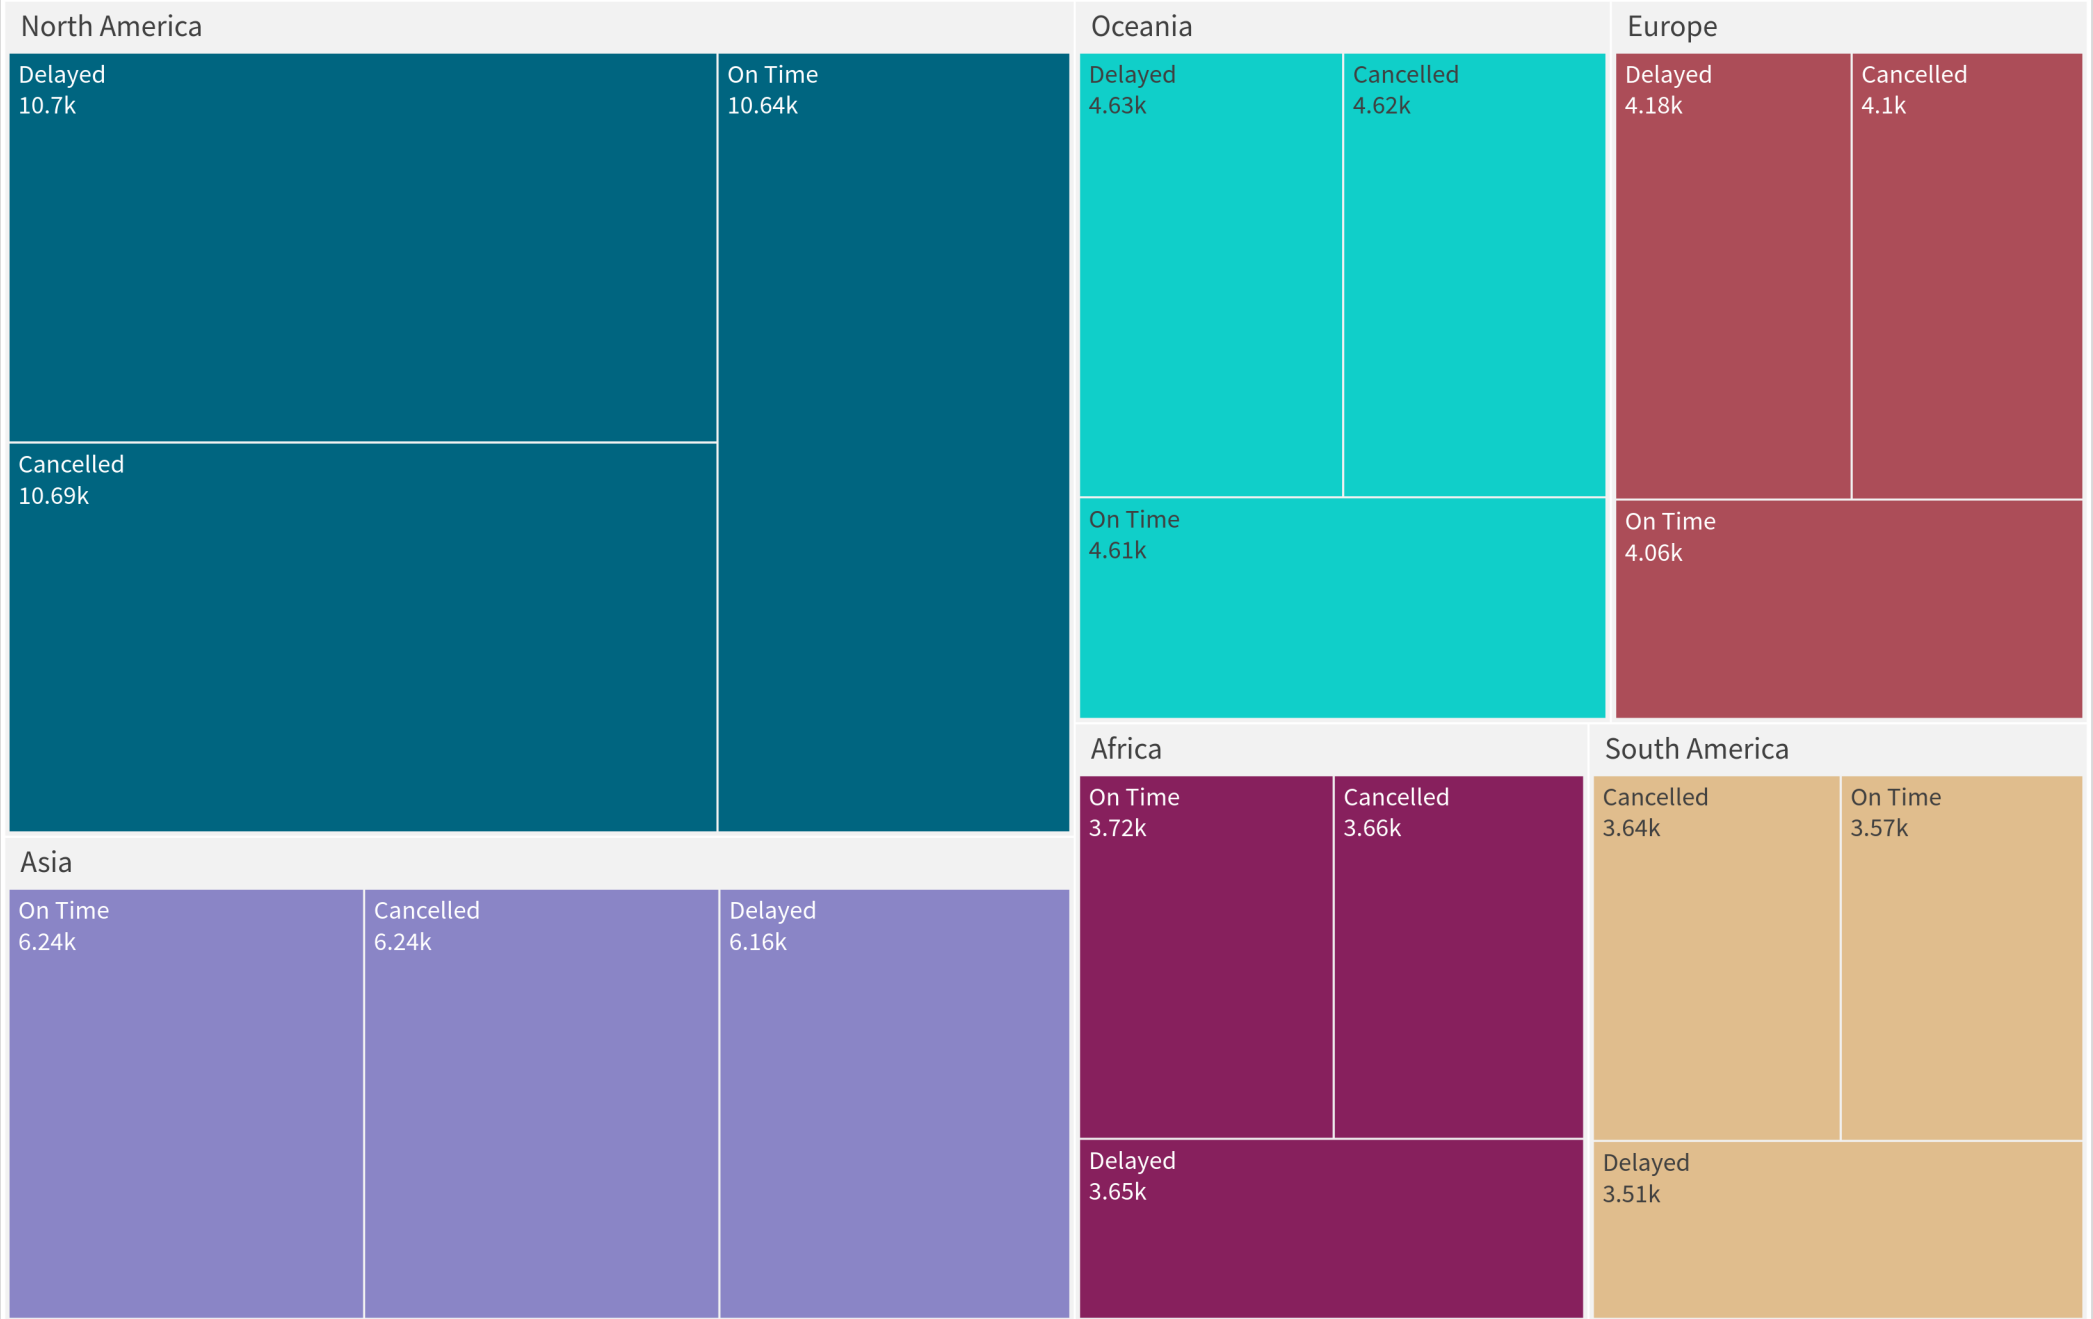 North America
Delayed
10.7k
On Time
10.64k
Cancelled
10.69k
Asia
On Time
6.24k
Cancelled
6.24k
Delayed
6.16k
Oceania
Delayed
4.63k
Cancelled
4.62k
On Time
4.61k
Europe
Delayed
4.18k
Cancelled
4.1k
On Time
4.06k
Africa
On Time
3.72k
Cancelled
3.66k
Delayed
3.65k
South America
Cancelled
3.64k
On Time
3.57k
Delayed
3.51k